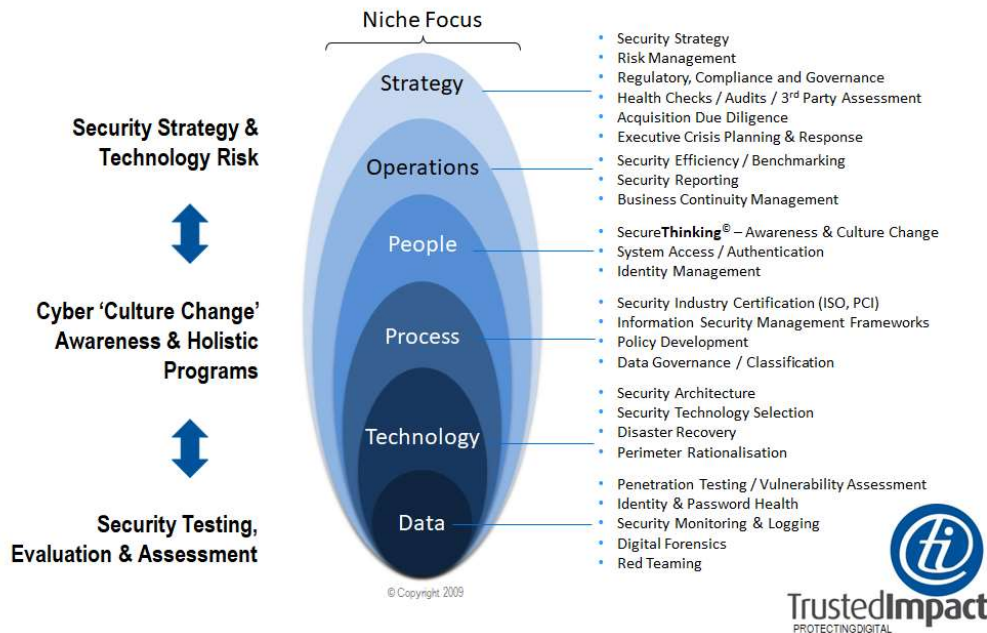 Niche Focus
Strategy
Operations
People
Process
Technology
Data
© Copyright 2009
Security Strategy &
Technology Risk
Cyber ‘Culture Change’
Awareness & Holistic
Programs
Security Testing,
Evaluation & Assessment
• Security Strategy
• Risk Management
• Regulatory, Compliance and Governance
• Health Checks / Audits / 3rd Party Assessment
• Acquisition Due Diligence
• Executive Crisis Planning & Response
• Security Efficiency / Benchmarking
• Security Reporting
• Business Continuity Management
• SecureThinking© – Awareness & Culture Change
• System Access / Authentication
• Identity Management
• Security Industry Certification (ISO, PCI)
• Information Security Management Frameworks
• Policy Development
• Data Governance / Classification
• Security Architecture
• Security Technology Selection
• Disaster Recovery
• Perimeter Rationalisation
• Penetration Testing / Vulnerability Assessment
• Identity & Password Health
• Security Monitoring & Logging
• Digital Forensics
• Red Teaming
ti
TrustedImpact
PROTECTINGDIGITAL